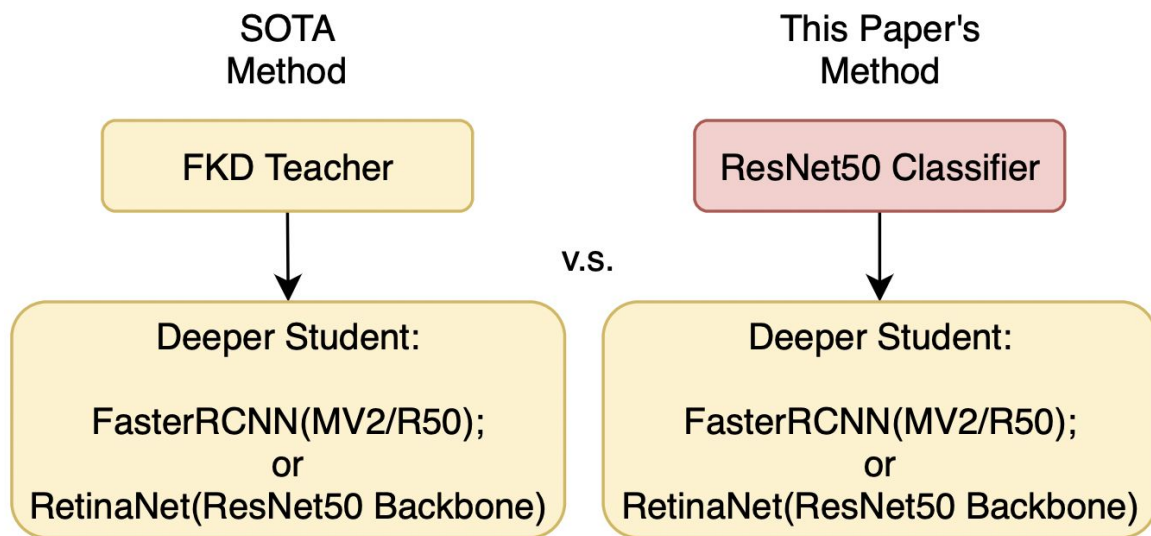 SOTA
Method
FKD Teacher
Deeper Student:
FasterRCNN(MV2/R50);
or
RetinaNet(ResNet50 Backbone)
v.s.
This Paper's
Method
ResNet50 Classifier
Deeper Student:
FasterRCNN(MV2/R50);
or
RetinaNet(ResNet50 Backbone)